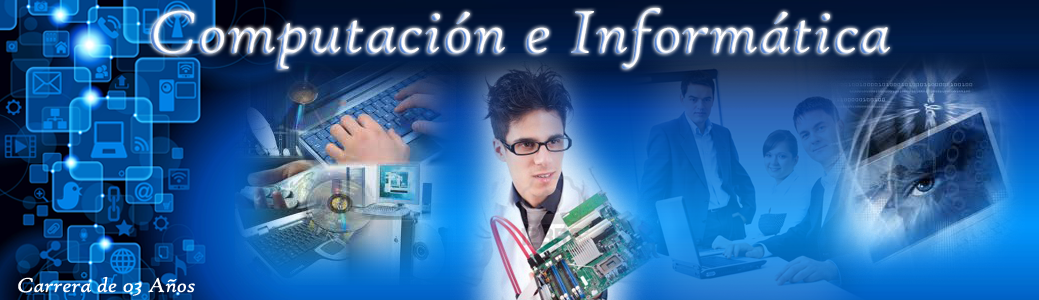 Computación e Informática
Carrera de 03 Años